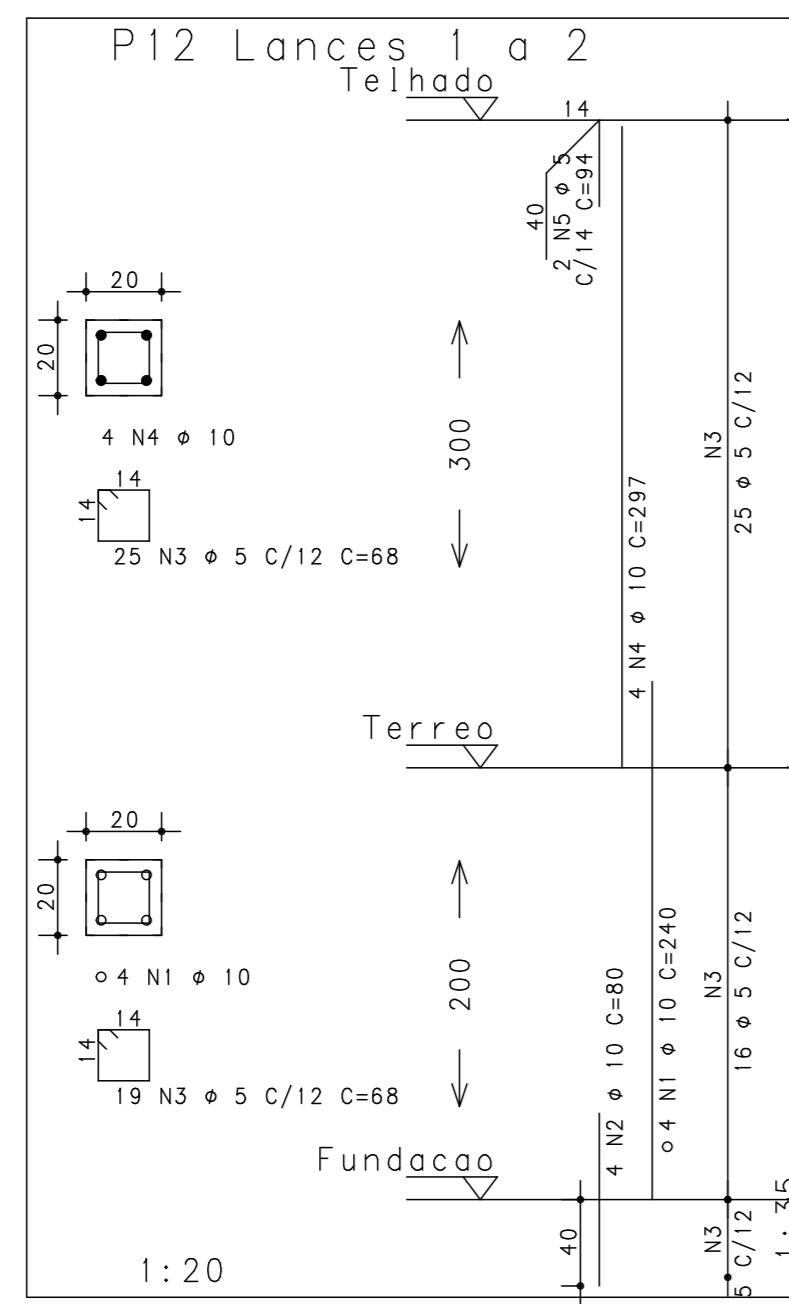 P12 Lances 1 a 2
Telhado
14
40
2 N5 φ 5
C/14 C=94
20
20
4 N4 φ 10
14
14
25 N3 φ 5 C/12 C=68
300
4 N4 φ 10 C=297
N3
25 φ 5 C/12
Terreo
20
20
4 N1 φ 10
14
14
19 N3 φ 5 C/12 C=68
200
4 N2 φ 10 C=80
4 N1 φ 10 C=240
N3
16 φ 5 C/12
Fundacao
40
N3
5 C/12
1:20